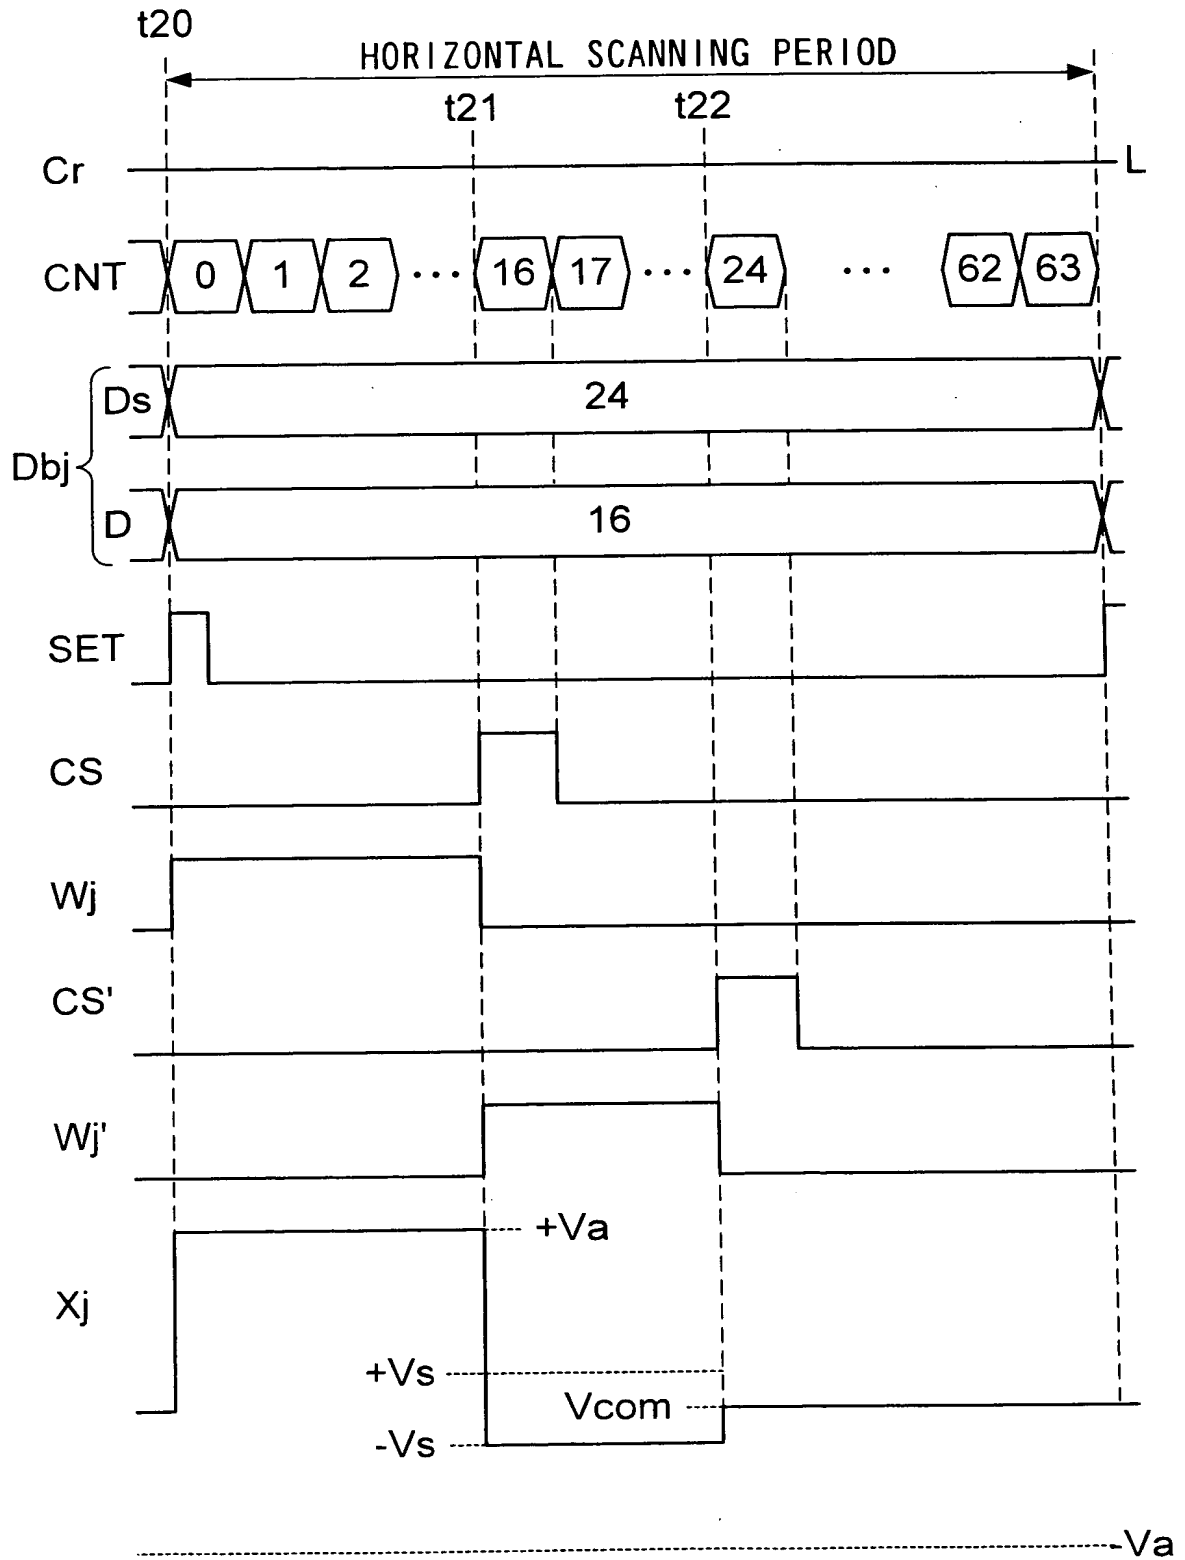 t20
HORIZONTAL SCANNING PERIOD
t21 t22
Cr L
CNT 0 1 2 ... 16 17 ... 24 ... 62 63
Ds 24
Dbj
D 16
SET
CS
Wj
CS'
Wj'
+Va
Xj
+Vs
Vcom
-Vs
-Va